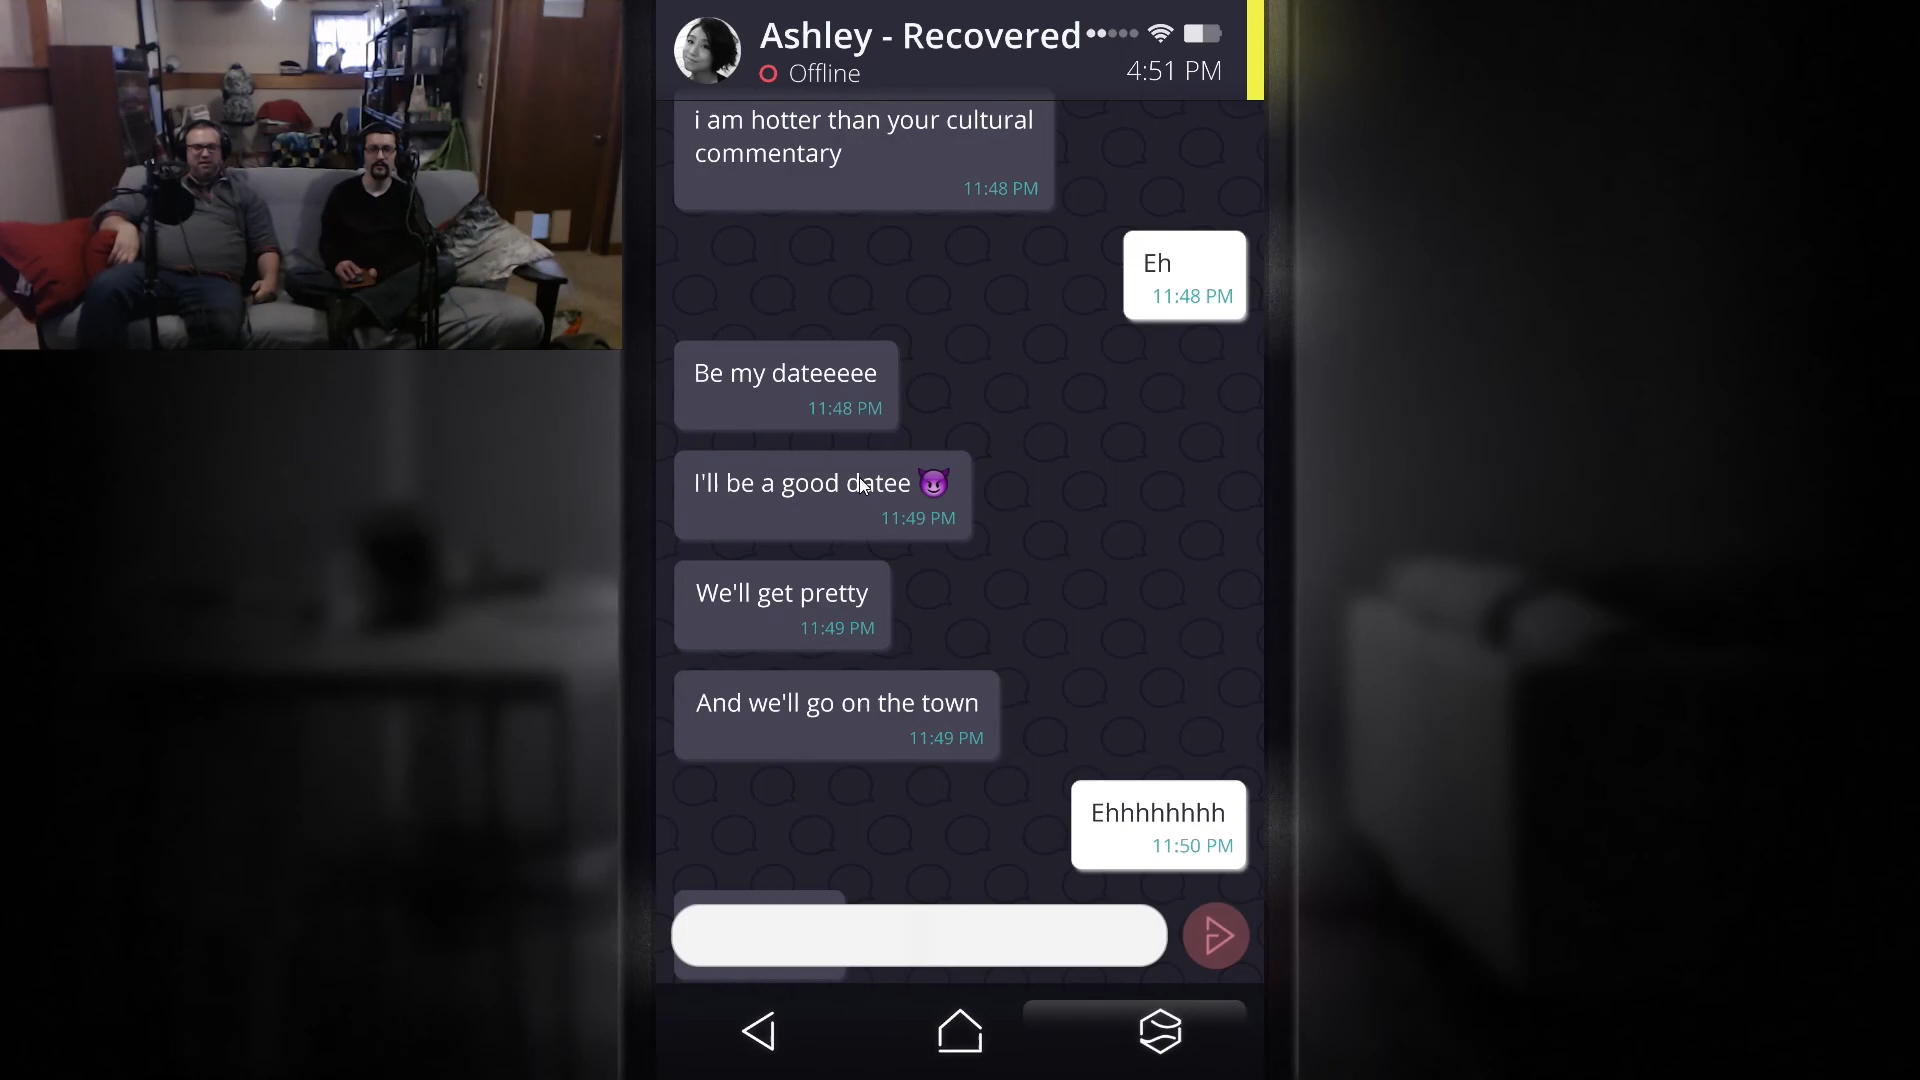 Ashley - Recovered
Offline
4:51 PM
i am hotter than your cultural
commentary
11:48 PM
Eh
11:48 PM
Be my dateeeee
11:48 PM
I'll be a good datee 😈
11:49 PM
We'll get pretty
11:49 PM
And we'll go on the town
11:49 PM
Ehhhhhhhh
11:50 PM